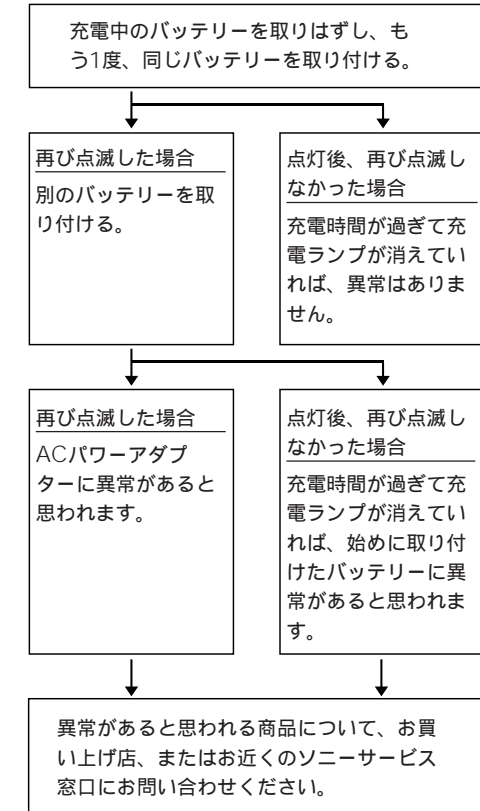 充電中のバッテリーを取りはずし、も
う1度、同じバッテリーを取り付ける。
再び点滅した場合
別のバッテリーを取
り付ける。
点灯後、再び点滅し
なかった場合
充電時間が過ぎて充
電ランプが消えてい
れば、異常はありま
せん。
再び点滅した場合
ACパワーアダプ
ターに異常があると
思われます。
点灯後、再び点滅し
なかった場合
充電時間が過ぎて充
電ランプが消えてい
れば、始めに取り付
けたバッテリーに異
常があると思われま
す。
異常があると思われる商品について、お買
い上げ店、またはお近くのソニーサービス
窓口にお問い合わせください。